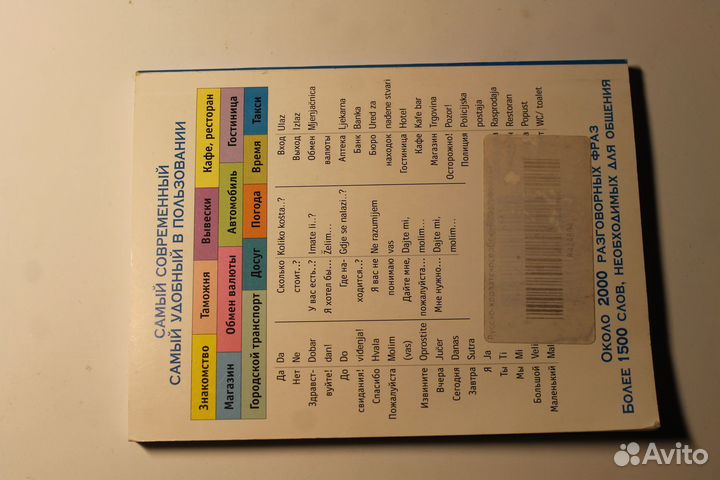 САМЫЙ СОВРЕМЕННЫЙ
САМЫЙ УДОБНЫЙ В ПОЛЬЗОВАНИИ
Знакомство Таможня Вывески Кафе, ресторан
Магазин Обмен валюты Автомобиль Гостиница
Городской транспорт Досуг Погода Время Такси
Да Da
Нет Ne
Здравст- Dobar
вуйте! dan!
До Do
свидания! viđenja!
Спасибо Hvala
Пожалуйста Molim
(vas)
Извините Oprostite
Вчера Jučer
Сегодня Danas
Завтра Sutra
Я Ja
Ты Ti
Мы Mi
Большой Veli
Маленький Mal
Сколько Koliko košta..?
стоит..?
У вас есть..? Imate li..?
Я хотел бы... Želim...
Где на- Gdje se nalazi..?
ходится..?
Я вас не Ne razumijem
понимаю vas
Дайте мне, Dajte mi,
пожалуйста... molim...
Мне нужно... Dajte mi,
molim...
Вход Ulaz
Выход Izlaz
Обмен Mjenjačnica
валюты
Аптека Ljekarna
Банк Banka
Бюро Ured za
находок nađene stvari
Гостиница Hotel
Кафе Kafe bar
Магазин Trgovina
Осторожно! Pozor!
Полиция Policijska
postaja
Rasprodaja
Restoran
Popust
Т WC/ toalet
ОКОЛО 2000 РАЗГОВОРНЫХ ФРАЗ
БОЛЕЕ 1500 СЛОВ, НЕОБХОДИМЫХ ДЛЯ ОБЩЕНИЯ
Avito